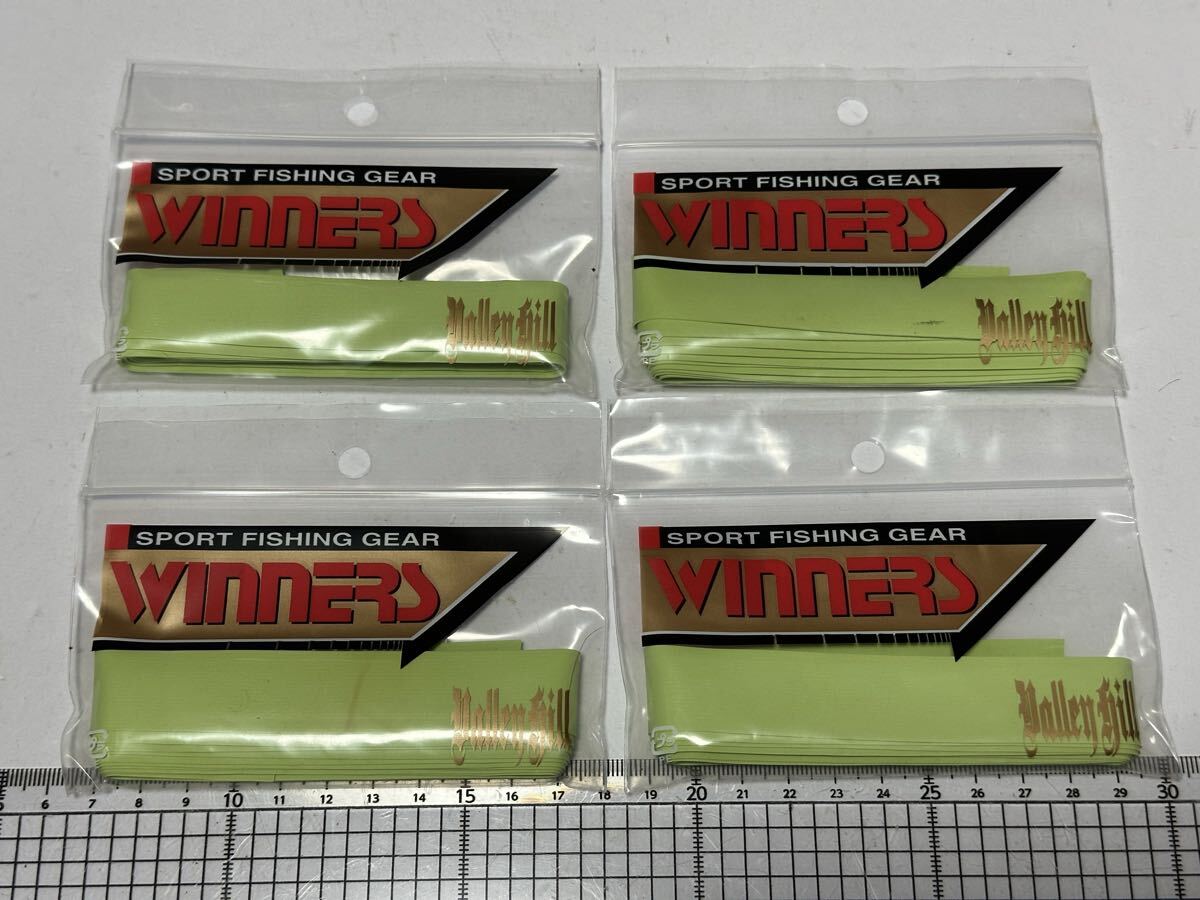 SPORT FISHING GEAR
WINNERS
Valley Hill
SPORT FISHING GEAR
WINNERS
Valley Hill
SPORT FISHING GEAR
WINNERS
Valley Hill
SPORT FISHING GEAR
WINNERS
Valley Hill
6 7 8 9 10 11 12 13 14 15 16 17 18 19 20 21 22 23 24 25 26 27 28 29 30